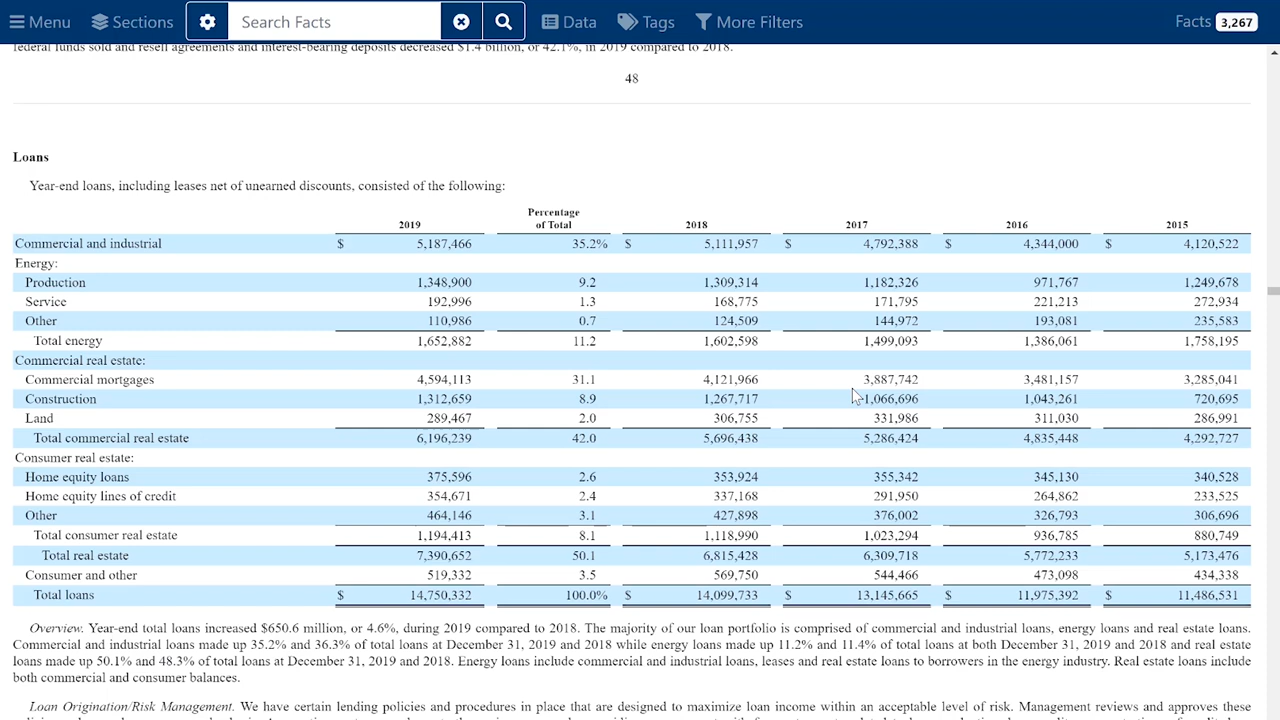 Menu Sections Search Facts Data Tags More Filters Facts 3,267
federal funds sold and resell agreements and interest-bearing deposits decreased $1.4 billion, or 42.1%, in 2019 compared to 2018.
48
Loans
Year-end loans, including leases net of unearned discounts, consisted of the following:
2019 Percentage of Total 2018 2017 2016 2015
Commercial and industrial $ 5,187,466 35.2% $ 5,111,957 $ 4,792,388 $ 4,344,000 $ 4,120,522
Energy:
Production 1,348,900 9.2 1,309,314 1,182,326 971,767 1,249,678
Service 192,996 1.3 168,775 171,795 221,213 272,934
Other 110,986 0.7 124,509 144,972 193,081 235,583
Total energy 1,652,882 11.2 1,602,598 1,499,093 1,386,061 1,758,195
Commercial real estate:
Commercial mortgages 4,594,113 31.1 4,121,966 3,887,742 3,481,157 3,285,041
Construction 1,312,659 8.9 1,267,717 1,066,696 1,043,261 720,695
Land 289,467 2.0 306,755 331,986 311,030 286,991
Total commercial real estate 6,196,239 42.0 5,696,438 5,286,424 4,835,448 4,292,727
Consumer real estate:
Home equity loans 375,596 2.6 353,924 355,342 345,130 340,528
Home equity lines of credit 354,671 2.4 337,168 291,950 264,862 233,525
Other 464,146 3.1 427,898 376,002 326,793 306,696
Total consumer real estate 1,194,413 8.1 1,118,990 1,023,294 936,785 880,749
Total real estate 7,390,652 50.1 6,815,428 6,309,718 5,772,233 5,173,476
Consumer and other 519,332 3.5 569,750 544,466 473,098 434,338
Total loans $ 14,750,332 100.0% $ 14,099,733 $ 13,145,665 $ 11,975,392 $ 11,486,531
Overview. Year-end total loans increased $650.6 million, or 4.6%, during 2019 compared to 2018. The majority of our loan portfolio is comprised of commercial and industrial loans, energy loans and real estate loans.
Commercial and industrial loans made up 35.2% and 36.3% of total loans at December 31, 2019 and 2018 while energy loans made up 11.2% and 11.4% of total loans at both December 31, 2019 and 2018 and real estate
loans made up 50.1% and 48.3% of total loans at December 31, 2019 and 2018. Energy loans include commercial and industrial loans, leases and real estate loans to borrowers in the energy industry. Real estate loans include
both commercial and consumer balances.
Loan Origination/Risk Management. We have certain lending policies and procedures in place that are designed to maximize loan income within an acceptable level of risk. Management reviews and approves these